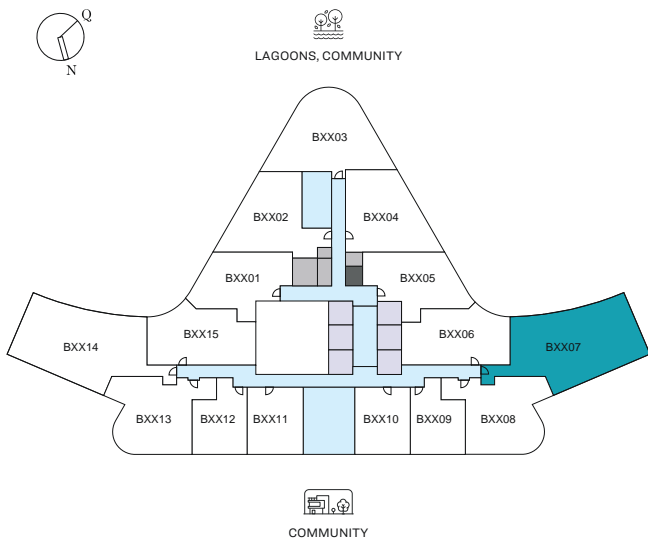 Q
N
LAGOONS, COMMUNITY
BXX03
BXX02
BXX04
BXX01
BXX05
BXX15
BXX06
BXX14
BXX07
BXX13
BXX12
BXX11
BXX10
BXX09
BXX08
COMMUNITY